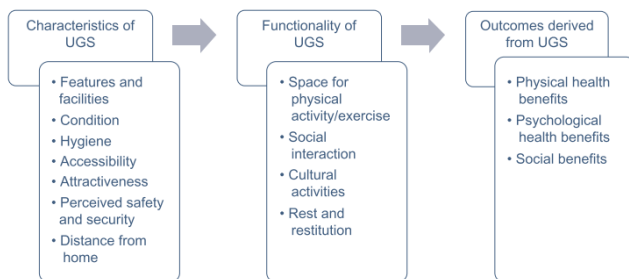 Characteristics of
UGS
• Features and
facilities
• Condition
• Hygiene
• Accessibility
• Attractiveness
• Perceived safety
and security
• Distance from
home
Functionality of
UGS
• Space for
physical
activity/exercise
• Social
interaction
• Cultural
activities
• Rest and
restitution
Outcomes derived
from UGS
• Physical health
benefits
• Psychological
health benefits
• Social benefits